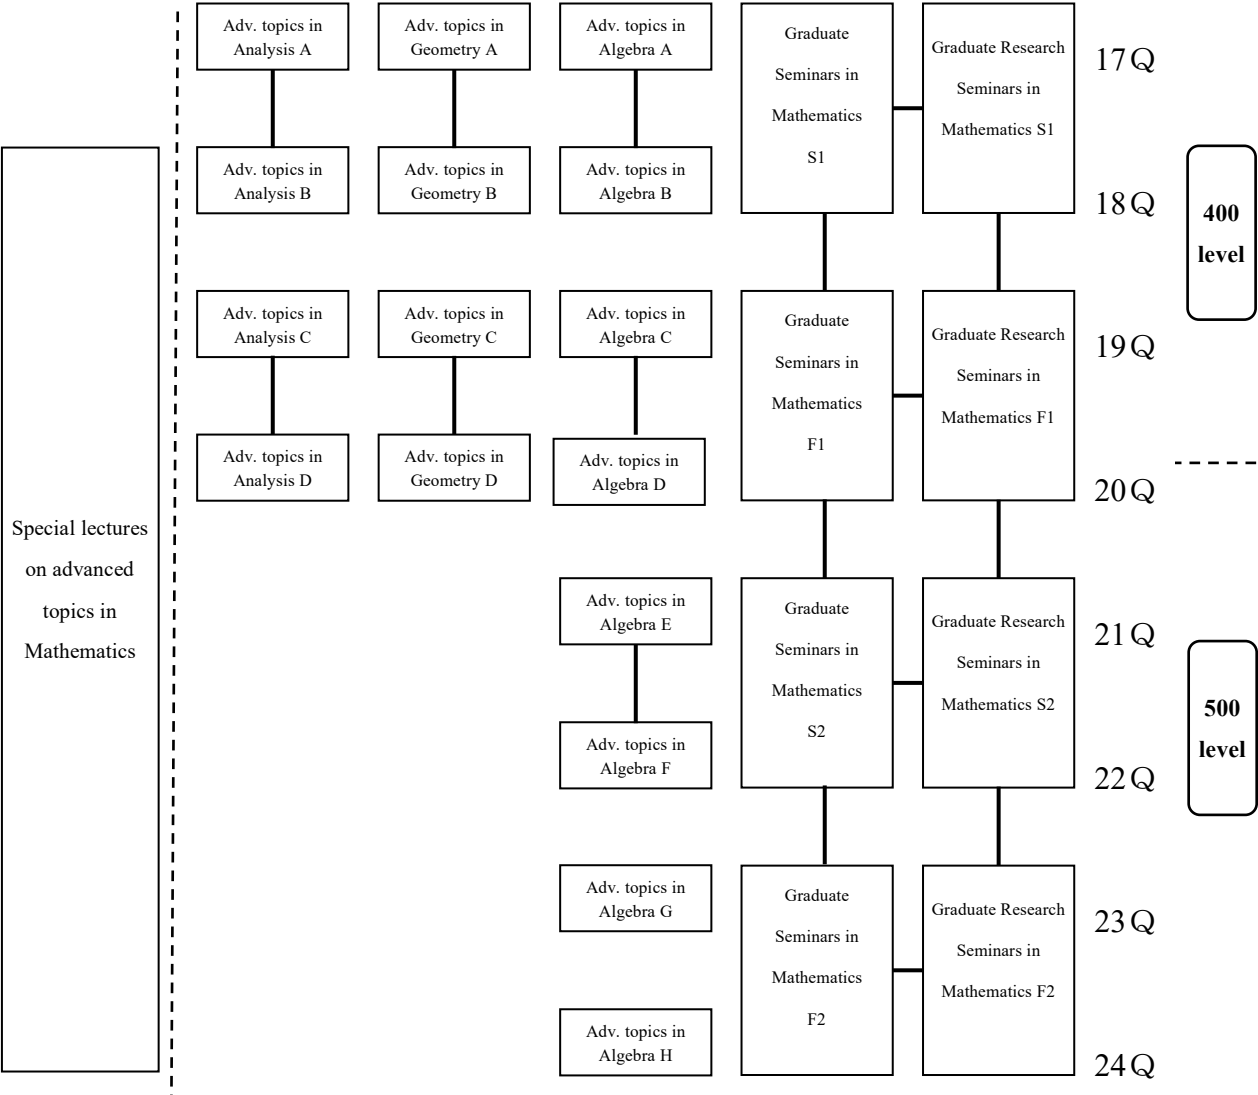 Adv. topics in
Analysis A
Adv. topics in
Geometry A
Adv. topics in
Algebra A
Graduate
Seminars in
Mathematics
S1
Graduate Research
Seminars in
Mathematics S1
17Q
Adv. topics in
Analysis B
Adv. topics in
Geometry B
Adv. topics in
Algebra B
18Q
400
level
Adv. topics in
Analysis C
Adv. topics in
Geometry C
Adv. topics in
Algebra C
Graduate
Seminars in
Mathematics
F1
Graduate Research
Seminars in
Mathematics F1
19Q
Adv. topics in
Analysis D
Adv. topics in
Geometry D
Adv. topics in
Algebra D
20Q
Special lectures
on advanced
topics in
Mathematics
Adv. topics in
Algebra E
Graduate
Seminars in
Mathematics
S2
Graduate Research
Seminars in
Mathematics S2
21Q
500
level
Adv. topics in
Algebra F
22Q
Adv. topics in
Algebra G
Graduate
Seminars in
Mathematics
F2
Graduate Research
Seminars in
Mathematics F2
23Q
Adv. topics in
Algebra H
24Q